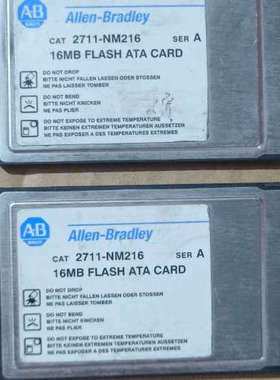 AB
Allen-Bradley
CAT 2711-NM216 SER A
16MB FLASH ATA CARD
DO NOT DROP
BITTE NICHT FALLEN LASSEN ODER STOSSEN
NE PAS LAISSER TOMBER
DO NOT BEND
BITTE NICHT KNICKEN
NE PLIER
DO NOT EXPOSE TO EXTREME TEMPERATURE
BITTE KEINEN EXTREMEN TEMPERATUREN AUSSETZEN
NE PAS EXPOSER A DES TEMPERATURES EXTREMES
AB
Allen-Bradley
CAT 2711-NM216 SER A
16MB FLASH ATA CARD
DO NOT DROP
BITTE NICHT FALLEN LASSEN ODER STOSSEN
NE PAS LAISSER TOMBER
DO NOT BEND
BITTE NICHT KNICKEN
NE PAS PLIER
DO NOT EXPOSE TO EXTREME TEMPERATURE
BITTE KEINEN EXTREMEN TEMPERATUREN AUSSETZEN
NE PAS EXPOSER A DES TEMPERATURES EXTREMES